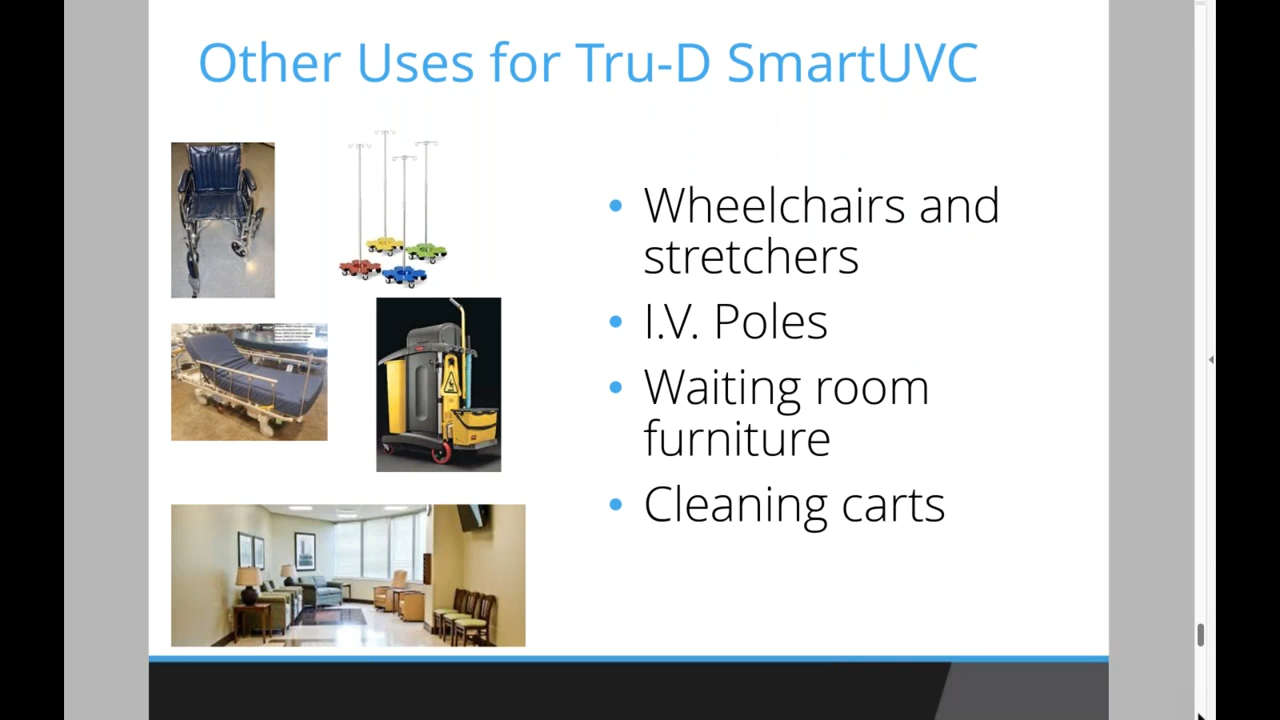 Other Uses for Tru-D SmartUVC
• Wheelchairs and
stretchers
• I.V. Poles
• Waiting room
furniture
• Cleaning carts